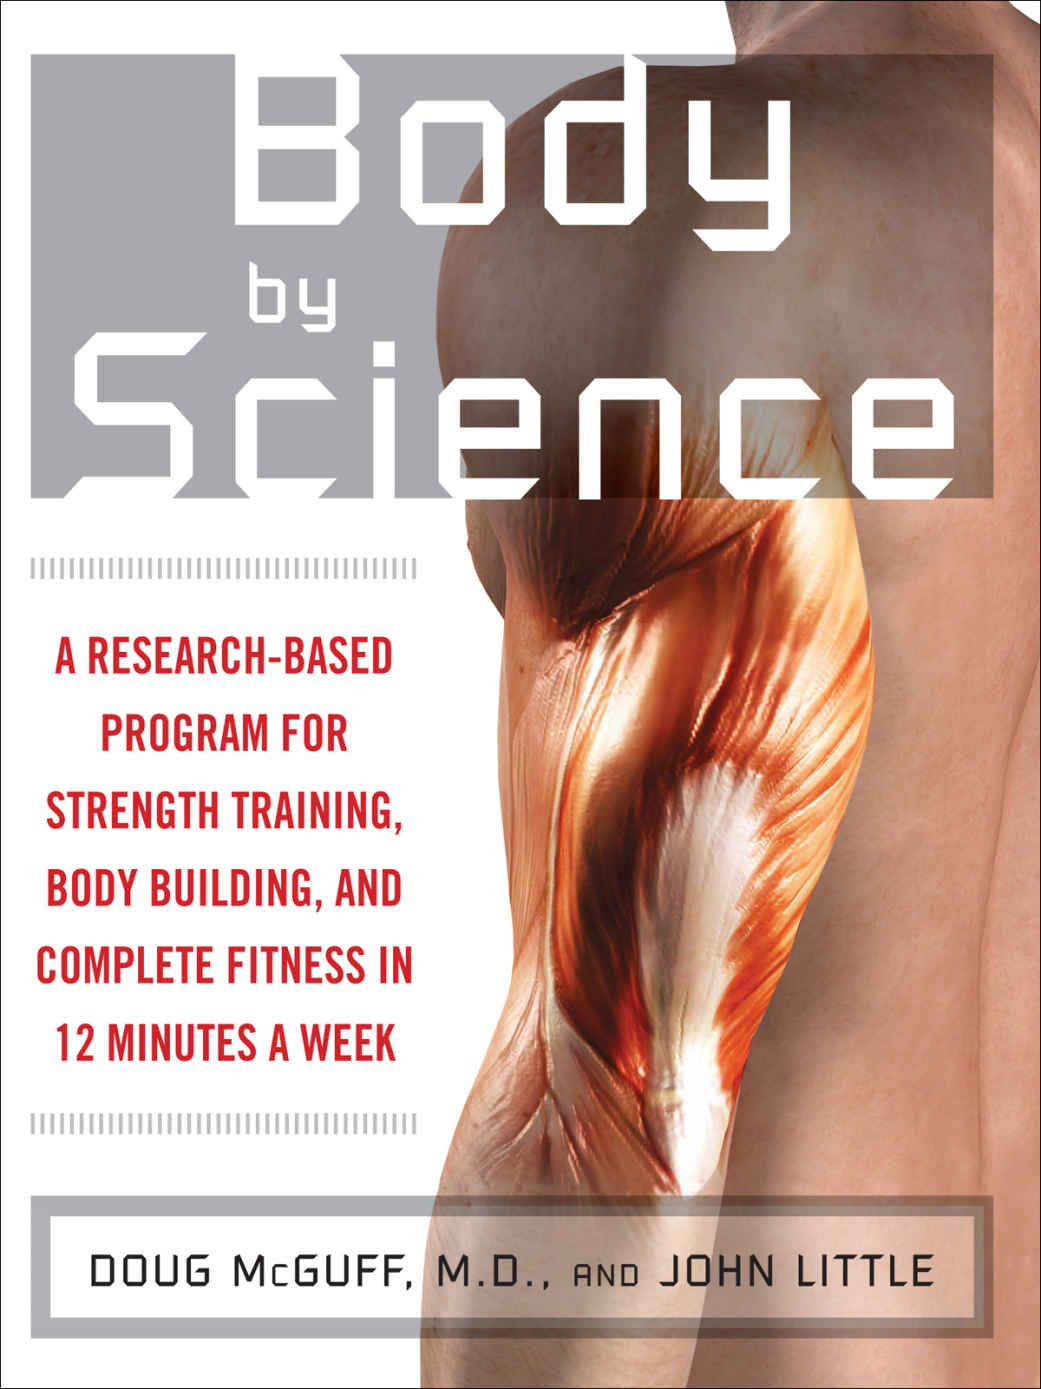 Body
by
Science
A RESEARCH-BASED
PROGRAM FOR
STRENGTH TRAINING,
BODY BUILDING, AND
COMPLETE FITNESS IN
12 MINUTES A WEEK
DOUG McGUFF, M.D., AND JOHN LITTLE